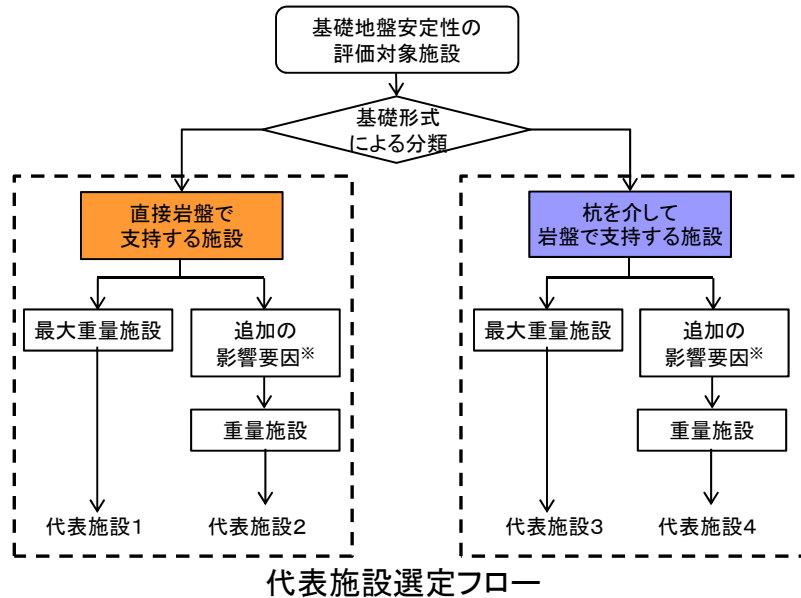 基礎地盤安定性の
評価対象施設
基礎形式
による分類
直接岩盤で
支持する施設
最大重量施設
追加の
影響要因※
重量施設
代表施設1
代表施設2
杭を介して
岩盤で支持する施設
最大重量施設
追加の
影響要因※
重量施設
代表施設3
代表施設4
代表施設選定フロー